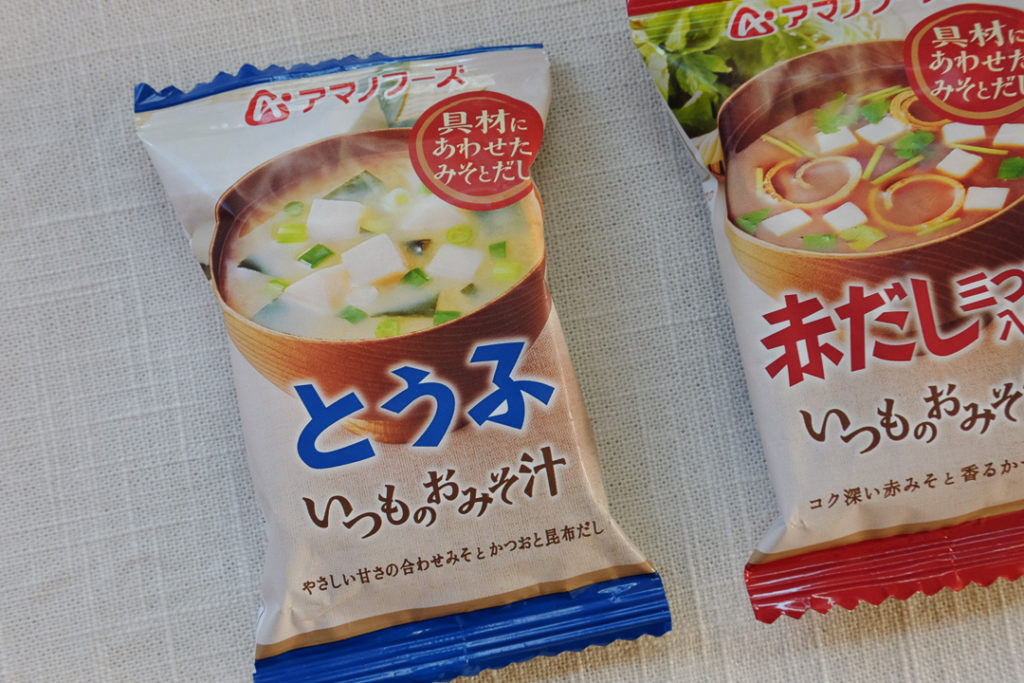 アマノフーズ
具材に
あわせた
みそとだし
とうふ
いつものおみそ汁
やさしい甘さの合わせみそとかつおと昆布だし
アマノフーズ
具材に
あわせた
みそとだし
赤だし三つ
いつものおみそ
コク深い赤みそと香るかつ